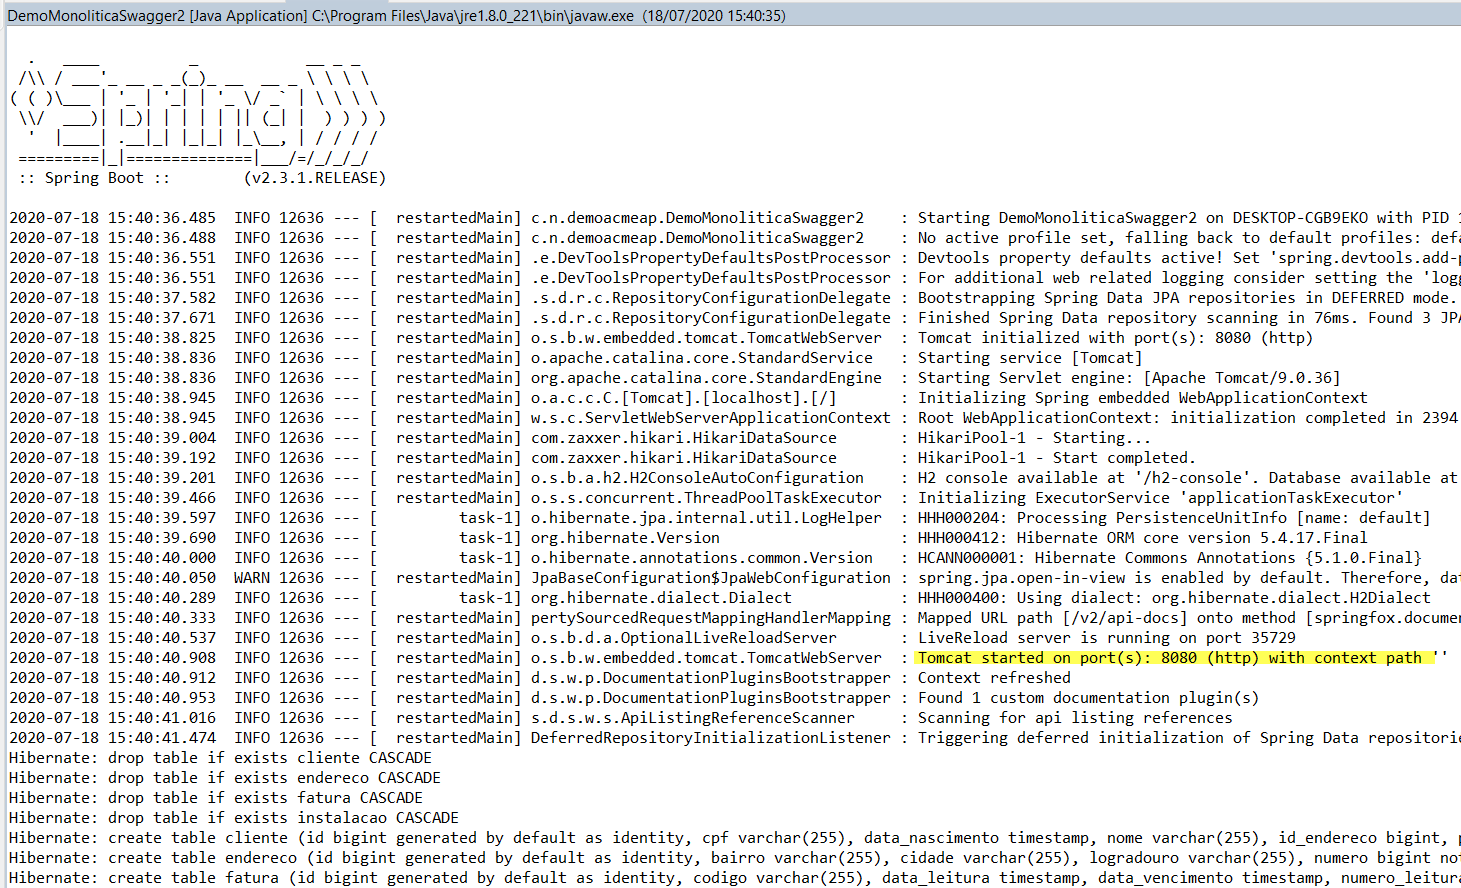 DemoMonoliticaSwagger2 [Java Application] C:\Program Files\Java\jre1.8.0_221\bin\javaw.exe  (18/07/2020 15:40:35)
  .   ____          _            __ _ _
 /\\ / ___'_ __ _ _(_)_ __  __ _ \ \ \ \
( ( )\___ | '_ | '_| | '_ \/ _` | \ \ \ \
 \\/  ___)| |_)| | | | | || (_| |  ) ) ) )
  '  |____| .__|_| |_|_| |_\__, | / / / /
 =========|_|==============|___/=/_/_/_/
 :: Spring Boot ::        (v2.3.1.RELEASE)
2020-07-18 15:40:36.485  INFO 12636 --- [  restartedMain] c.n.demoacmeap.DemoMonoliticaSwagger2    : Starting DemoMonoliticaSwagger2 on DESKTOP-CGB9EKO with PID 1
2020-07-18 15:40:36.488  INFO 12636 --- [  restartedMain] c.n.demoacmeap.DemoMonoliticaSwagger2    : No active profile set, falling back to default profiles: defa
2020-07-18 15:40:36.551  INFO 12636 --- [  restartedMain] .e.DevToolsPropertyDefaultsPostProcessor : Devtools property defaults active! Set 'spring.devtools.add-p
2020-07-18 15:40:36.551  INFO 12636 --- [  restartedMain] .e.DevToolsPropertyDefaultsPostProcessor : For additional web related logging consider setting the 'logg
2020-07-18 15:40:37.582  INFO 12636 --- [  restartedMain] .s.d.r.c.RepositoryConfigurationDelegate : Bootstrapping Spring Data JPA repositories in DEFERRED mode.
2020-07-18 15:40:37.671  INFO 12636 --- [  restartedMain] .s.d.r.c.RepositoryConfigurationDelegate : Finished Spring Data repository scanning in 76ms. Found 3 JPA
2020-07-18 15:40:38.825  INFO 12636 --- [  restartedMain] o.s.b.w.embedded.tomcat.TomcatWebServer  : Tomcat initialized with port(s): 8080 (http)
2020-07-18 15:40:38.836  INFO 12636 --- [  restartedMain] o.apache.catalina.core.StandardService   : Starting service [Tomcat]
2020-07-18 15:40:38.836  INFO 12636 --- [  restartedMain] org.apache.catalina.core.StandardEngine  : Starting Servlet engine: [Apache Tomcat/9.0.36]
2020-07-18 15:40:38.945  INFO 12636 --- [  restartedMain] o.a.c.c.C.[Tomcat].[localhost].[/]       : Initializing Spring embedded WebApplicationContext
2020-07-18 15:40:38.945  INFO 12636 --- [  restartedMain] w.s.c.ServletWebServerApplicationContext : Root WebApplicationContext: initialization completed in 2394
2020-07-18 15:40:39.004  INFO 12636 --- [  restartedMain] com.zaxxer.hikari.HikariDataSource       : HikariPool-1 - Starting...
2020-07-18 15:40:39.192  INFO 12636 --- [  restartedMain] com.zaxxer.hikari.HikariDataSource       : HikariPool-1 - Start completed.
2020-07-18 15:40:39.201  INFO 12636 --- [  restartedMain] o.s.b.a.h2.H2ConsoleAutoConfiguration    : H2 console available at '/h2-console'. Database available at
2020-07-18 15:40:39.466  INFO 12636 --- [  restartedMain] o.s.s.concurrent.ThreadPoolTaskExecutor  : Initializing ExecutorService 'applicationTaskExecutor'
2020-07-18 15:40:39.597  INFO 12636 --- [         task-1] o.hibernate.jpa.internal.util.LogHelper  : HHH000204: Processing PersistenceUnitInfo [name: default]
2020-07-18 15:40:39.690  INFO 12636 --- [         task-1] org.hibernate.Version                    : HHH000412: Hibernate ORM core version 5.4.17.Final
2020-07-18 15:40:40.000  INFO 12636 --- [         task-1] o.hibernate.annotations.common.Version   : HCANN000001: Hibernate Commons Annotations {5.1.0.Final}
2020-07-18 15:40:40.050  WARN 12636 --- [  restartedMain] JpaBaseConfiguration$JpaWebConfiguration : spring.jpa.open-in-view is enabled by default. Therefore, dat
2020-07-18 15:40:40.289  INFO 12636 --- [         task-1] org.hibernate.dialect.Dialect            : HHH000400: Using dialect: org.hibernate.dialect.H2Dialect
2020-07-18 15:40:40.333  INFO 12636 --- [  restartedMain] pertySourcedRequestMappingHandlerMapping : Mapped URL path [/v2/api-docs] onto method [springfox.documen
2020-07-18 15:40:40.537  INFO 12636 --- [  restartedMain] o.s.b.d.a.OptionalLiveReloadServer       : LiveReload server is running on port 35729
2020-07-18 15:40:40.908  INFO 12636 --- [  restartedMain] o.s.b.w.embedded.tomcat.TomcatWebServer  : Tomcat started on port(s): 8080 (http) with context path ''
2020-07-18 15:40:40.912  INFO 12636 --- [  restartedMain] d.s.w.p.DocumentationPluginsBootstrapper : Context refreshed
2020-07-18 15:40:40.953  INFO 12636 --- [  restartedMain] d.s.w.p.DocumentationPluginsBootstrapper : Found 1 custom documentation plugin(s)
2020-07-18 15:40:41.016  INFO 12636 --- [  restartedMain] s.d.s.w.s.ApiListingReferenceScanner     : Scanning for api listing references
2020-07-18 15:40:41.474  INFO 12636 --- [  restartedMain] DeferredRepositoryInitializationListener : Triggering deferred initialization of Spring Data repositorie
Hibernate: drop table if exists cliente CASCADE
Hibernate: drop table if exists endereco CASCADE
Hibernate: drop table if exists fatura CASCADE
Hibernate: drop table if exists instalacao CASCADE
Hibernate: create table cliente (id bigint generated by default as identity, cpf varchar(255), data_nascimento timestamp, nome varchar(255), id_endereco bigint, p
Hibernate: create table endereco (id bigint generated by default as identity, bairro varchar(255), cidade varchar(255), logradouro varchar(255), numero bigint not
Hibernate: create table fatura (id bigint generated by default as identity, codigo varchar(255), data_leitura timestamp, data_vencimento timestamp, numero_leitura